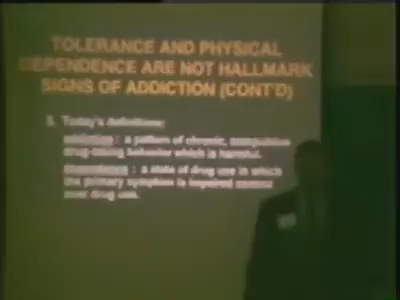 TOLERANCE AND PHYSICAL
DEPENDENCE ARE NOT HALLMARK
SIGNS OF ADDICTION (CONT'D)
3. Today's definitions:
addiction : a pattern of chronic, compulsive
drug-taking behavior which is harmful.
: a state of drug use in which
the primary symptom is impaired control
over drug use.